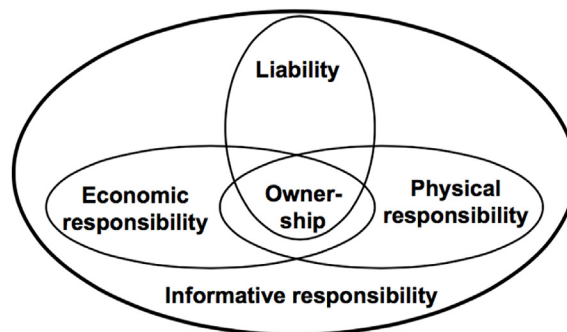 Liability
Economic
responsibility
Owner-
ship
Physical
responsibility
Informative responsibility